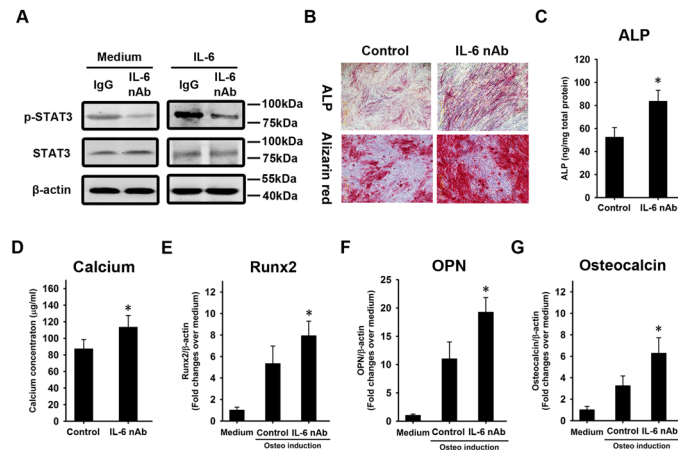 A
Medium
IL-6
IgG
IL-6 nAb
IgG
IL-6 nAb
p-STAT3
100kDa
75kDa
STAT3
100kDa
75kDa
β-actin
55kDa
40kDa
B
Control
IL-6 nAb
ALP
Alizarin red
C
ALP
ALP (ng/mg total protein)
120
100
80
60
40
20
0
*
Control
IL-6 nAb
D
Calcium
Calcium concentraton (μg/ml)
160
140
120
100
80
60
40
20
0
*
Control
IL-6 nAb
E
Runx2
Runx2/β-actin
(Fold changes over medium)
12
10
8
6
4
2
0
*
Medium
Control
IL-6 nAb
Osteo induction
F
OPN
OPN/β-actin
(Fold changes over medium)
25
20
15
10
5
0
*
Medium
Control
IL-6 nAb
Osteo induction
G
Osteocalcin
Osteocalcin/β-actin
(Fold changes over medium)
12
10
8
6
4
2
0
*
Medium
Control
IL-6 nAb
Osteo induction